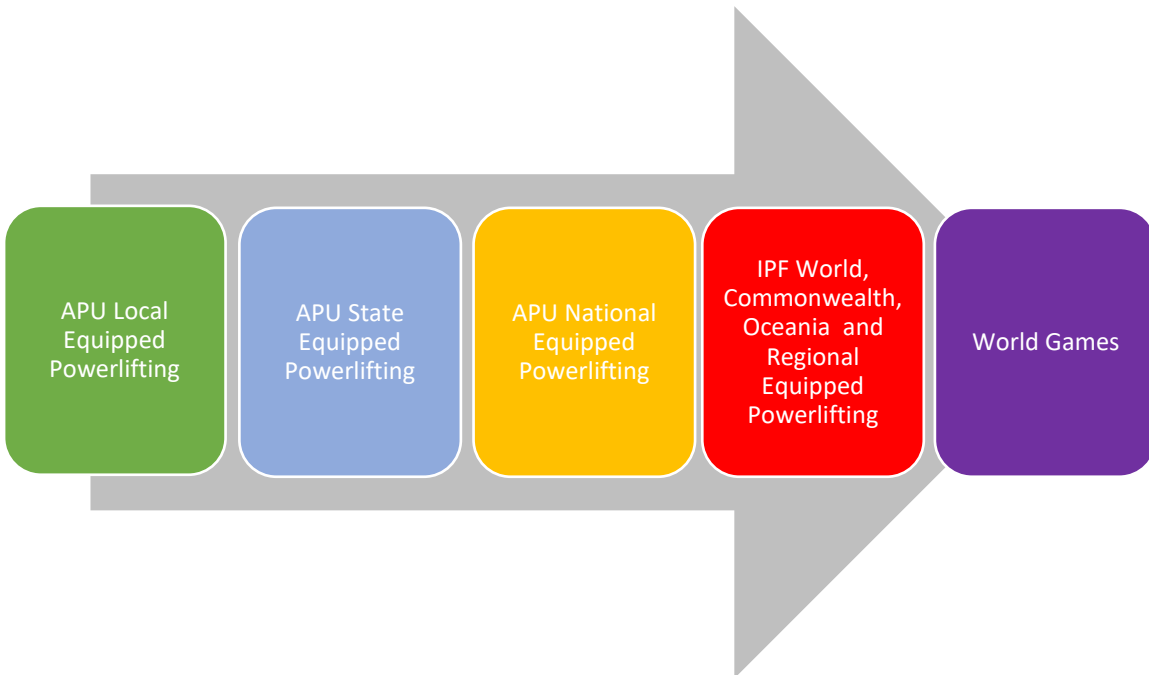 APU Local
Equipped
Powerlifting
APU State
Equipped
Powerlifting
APU National
Equipped
Powerlifting
IPF World,
Commonwealth,
Oceania and
Regional
Equipped
Powerlifting
World Games